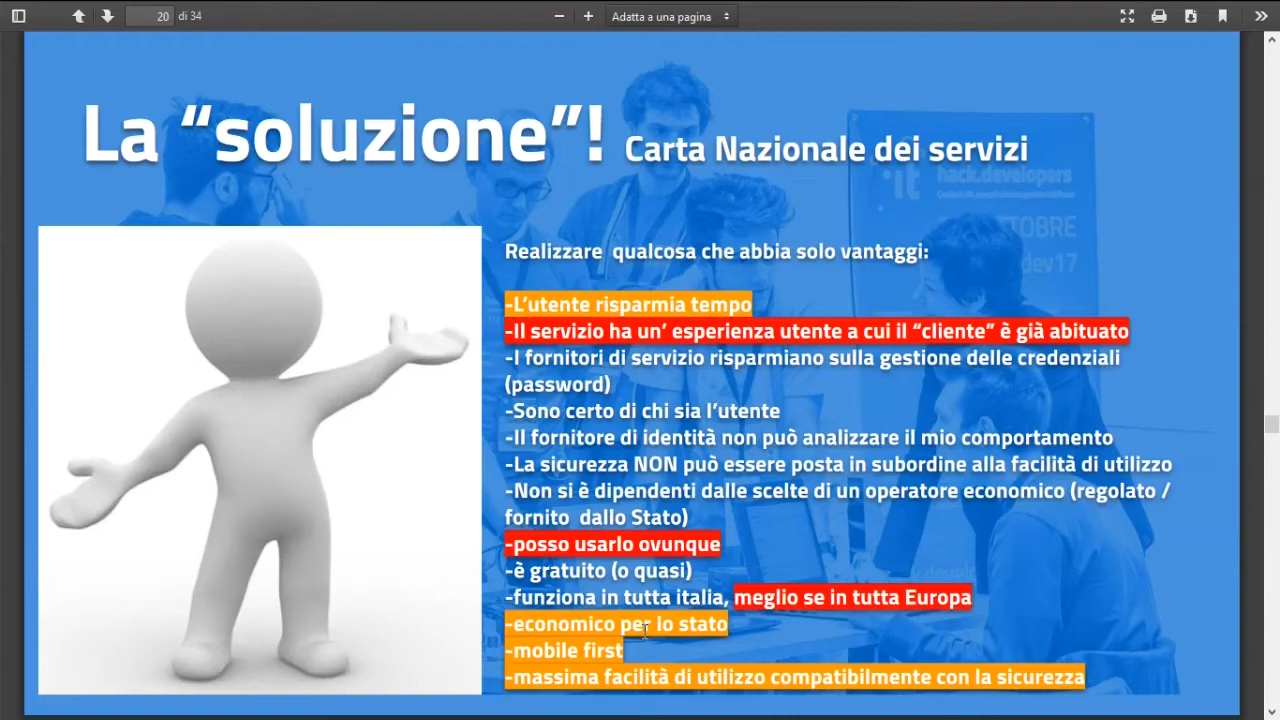 20 di 34 Adatta a una pagina
La “soluzione”! Carta Nazionale dei servizi
hack.developers
OTTOBRE
dev17
Realizzare qualcosa che abbia solo vantaggi:
-L’utente risparmia tempo
-Il servizio ha un’ esperienza utente a cui il “cliente” è già abituato
-I fornitori di servizio risparmiano sulla gestione delle credenziali
(password)
-Sono certo di chi sia l’utente
-Il fornitore di identità non può analizzare il mio comportamento
-La sicurezza NON può essere posta in subordine alla facilità di utilizzo
-Non si è dipendenti dalle scelte di un operatore economico (regolato /
fornito dallo Stato)
-posso usarlo ovunque
-è gratuito (o quasi)
-funziona in tutta italia, meglio se in tutta Europa
-economico per lo stato
-mobile first
-massima facilità di utilizzo compatibilmente con la sicurezza